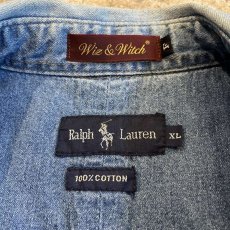 Wiz & Witch
Ralph Lauren
XL
100% COTTON